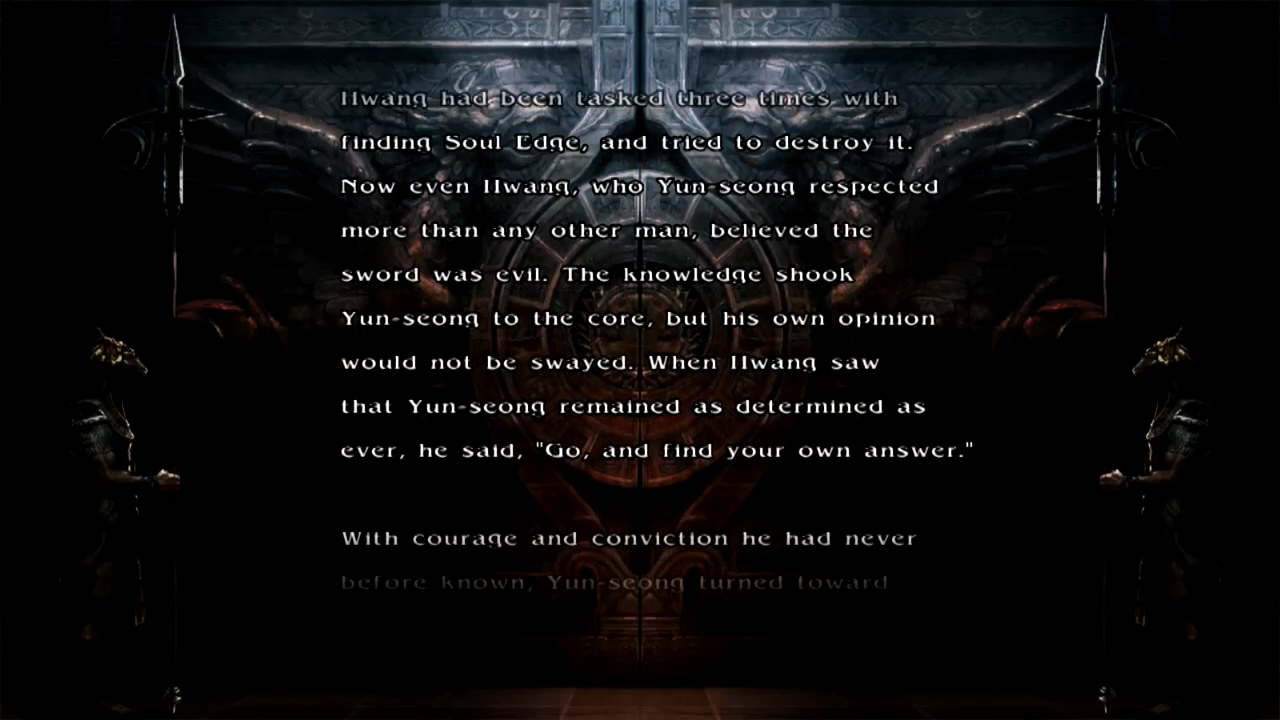 Hwang had been tasked three times with
finding Soul Edge, and tried to destroy it.
Now even Hwang, who Yun-seong respected
more than any other man, believed the
sword was evil. The knowledge shook
Yun-seong to the core, but his own opinion
would not be swayed. When Hwang saw
that Yun-seong remained as determined as
ever, he said, "Go, and find your own answer."
With courage and conviction he had never
before known, Yun-seong turned toward